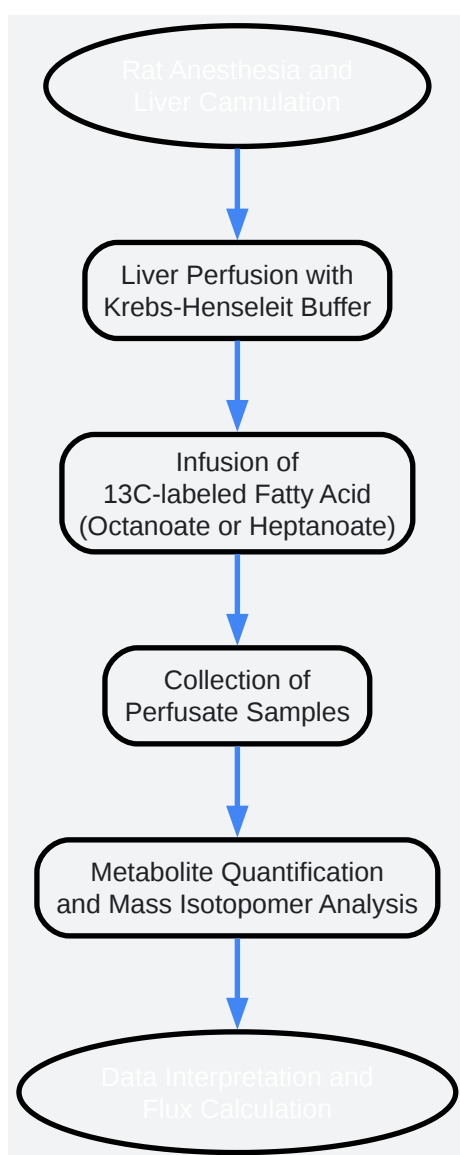 Rat Anesthesia and
Liver Cannulation
Liver Perfusion with
Krebs-Henseleit Buffer
Infusion of
13C-labeled Fatty Acid
(Octanoate or Heptanoate)
Collection of
Perfusate Samples
Metabolite Quantification
and Mass Isotopomer Analysis
Data Interpretation and
Flux Calculation